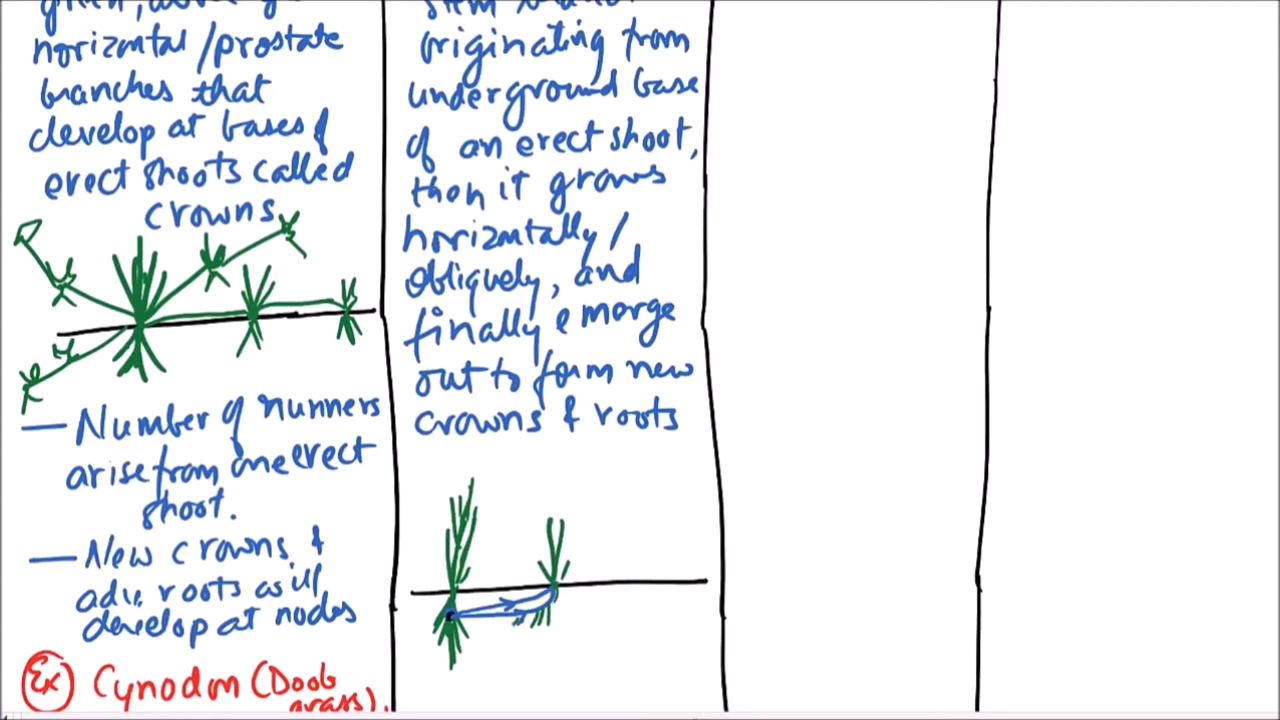 horizontal/prostate
branches that
develop at bases of
erect shoots called
crowns
— Number of runners
arise from one erect
shoot.
— New crowns &
adv. roots
develop at nodes
Ex Cynodon (Doob
grass).
originating from
underground base
of an erect shoot,
then it grows
horizontally/
obliquely, and
finally emarge
out to form new
crowns & roots